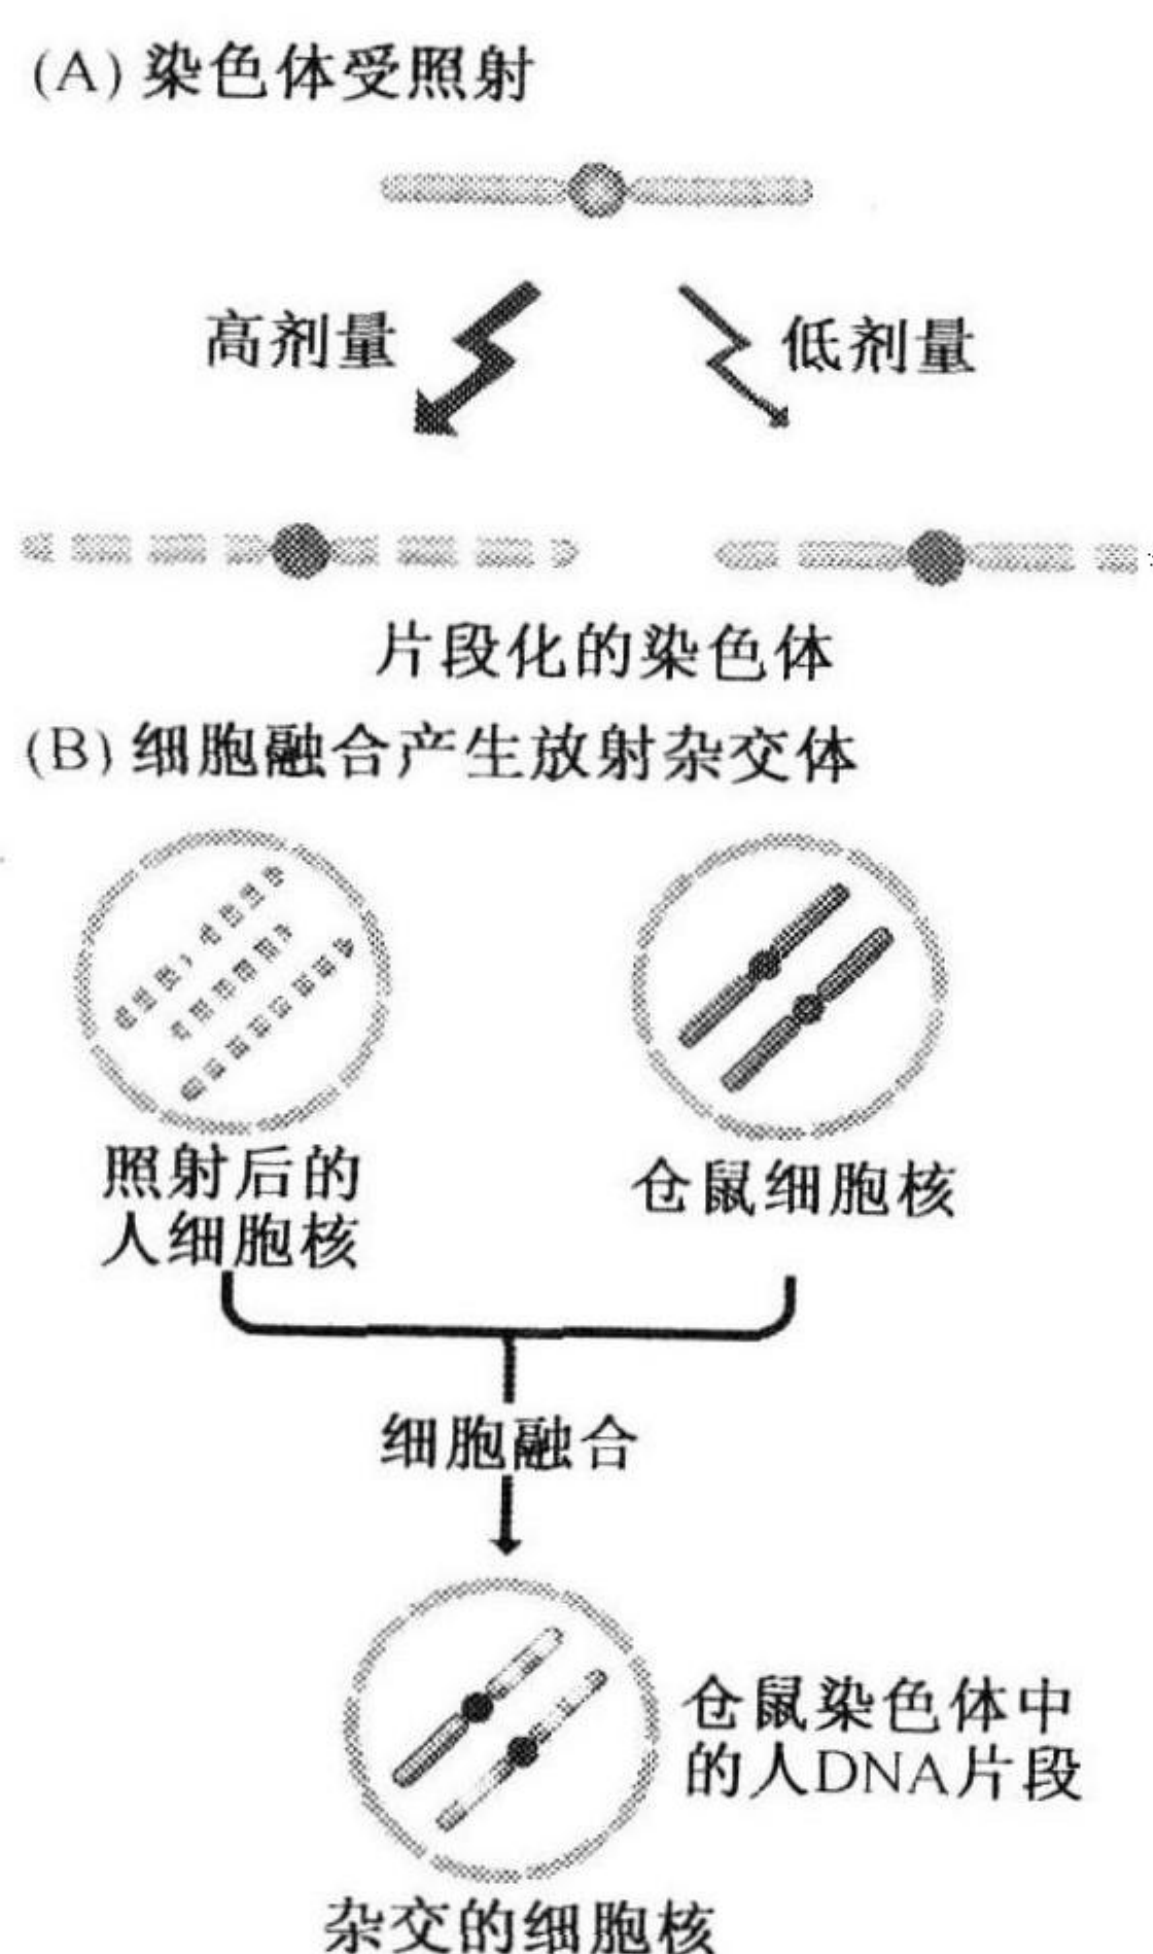 (A) 染色体受照射
高剂量
低剂量
片段化的染色体
(B) 细胞融合产生放射杂交体
照射后的
人细胞核
仓鼠细胞核
细胞融合
仓鼠染色体中
的人DNA片段
杂交的细胞核